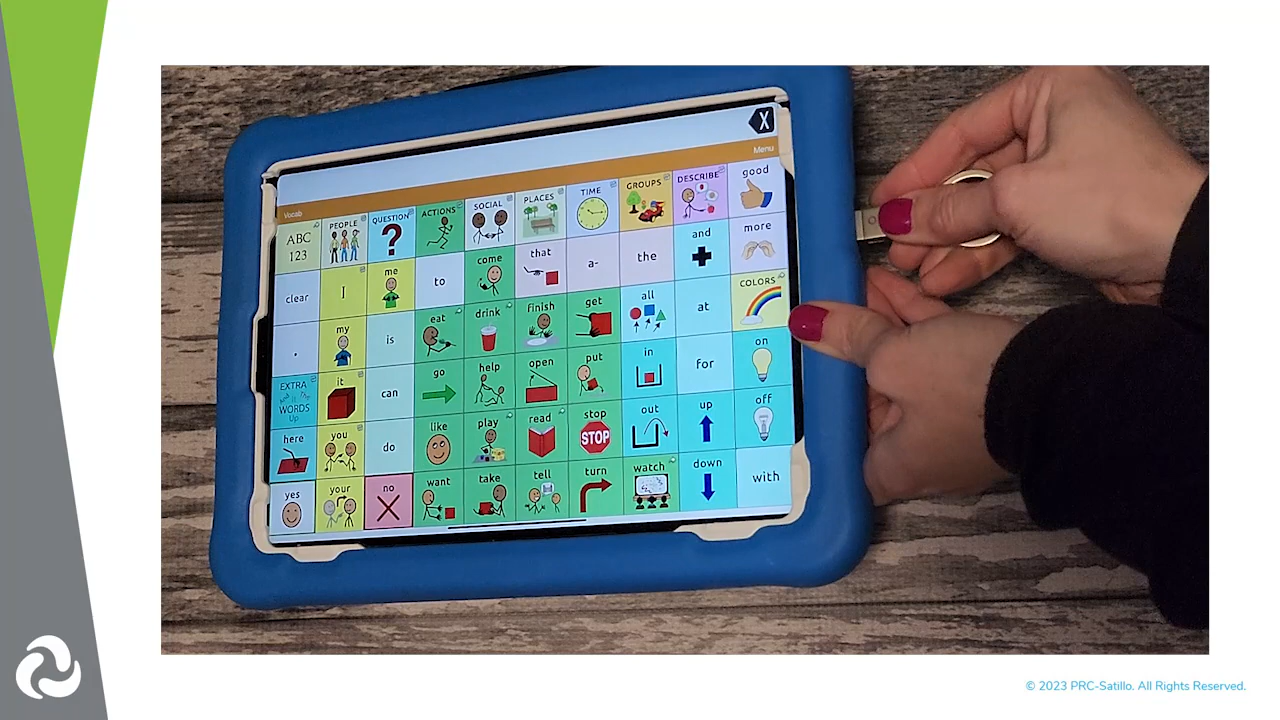 X
Vocab Menu
ABC 123 PEOPLE QUESTION ? ACTIONS SOCIAL PLACES TIME GROUPS DESCRIBE good
clear I me to come that a- the and more
. my is eat drink finish get all at COLORS
EXTRA WORDS Up it can go help open put in for on
here you do like play read stop STOP out up off
yes your no want take tell turn watch down with
© 2023 PRC-Satillo. All Rights Reserved.